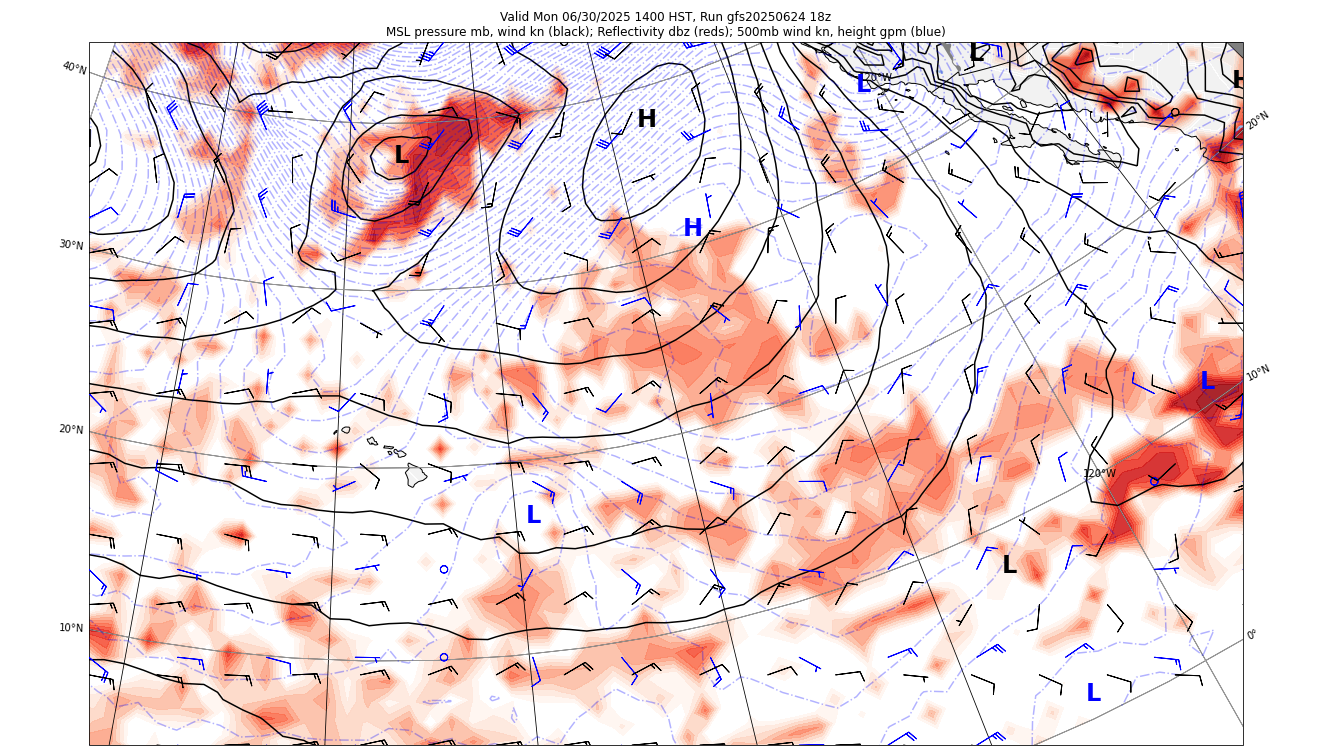 Valid Mon 06/30/2025 1400 HST, Run gfs20250624 18z
MSL pressure mb, wind kn (black); Reflectivity dbz (reds); 500mb wind kn, height gpm (blue)
40°N
L
L
H
20°W
H
20°N
L
30°N
H
10°N
L
20°N
120°W
L
L
10°N
0°
L